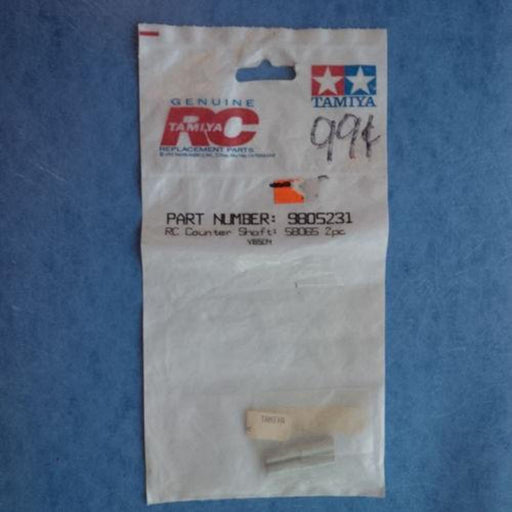 GENUINE
TAMIYA
RC
REPLACEMENT PARTS
TAMIYA
99¢
PART NUMBER: 9805231
RC Counter Shaft: 58065 2pc
TAMIYA